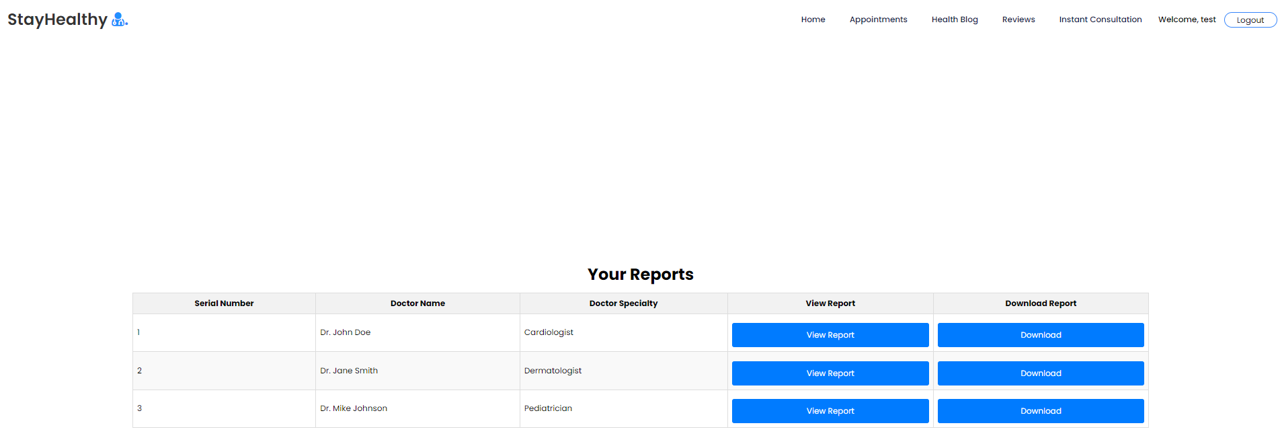 StayHealthy
Home Appointments Health Blog Reviews Instant Consultation Welcome, test Logout
Your Reports
Serial Number Doctor Name Doctor Specialty View Report Download Report
1 Dr. John Doe Cardiologist View Report Download
2 Dr. Jane Smith Dermatologist View Report Download
3 Dr. Mike Johnson Pediatrician View Report Download